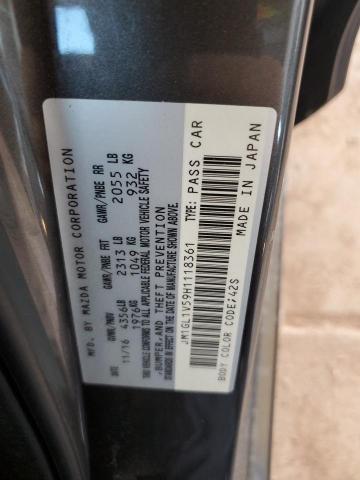 MFD. BY MAZDA MOTOR CORPORATION
11/16 GVWR/PNBV GAWR/PNBE FRT GAWR/PNBE RR
4356LB 2313 LB 2055 LB
1976KG 1049 KG 932 KG
THIS VEHICLE CONFORMS TO ALL APPLICABLE FEDERAL MOTOR VEHICLE SAFETY
,BUMPER,AND THEFT PREVENTION
STANDARDS IN EFFECT ON THE DATE OF MANUFACTURE SHOWN ABOVE.
JM1GL1V59H1118361 TYPE: PASS CAR
BODY COLOR CODE;42S MADE IN JAPAN